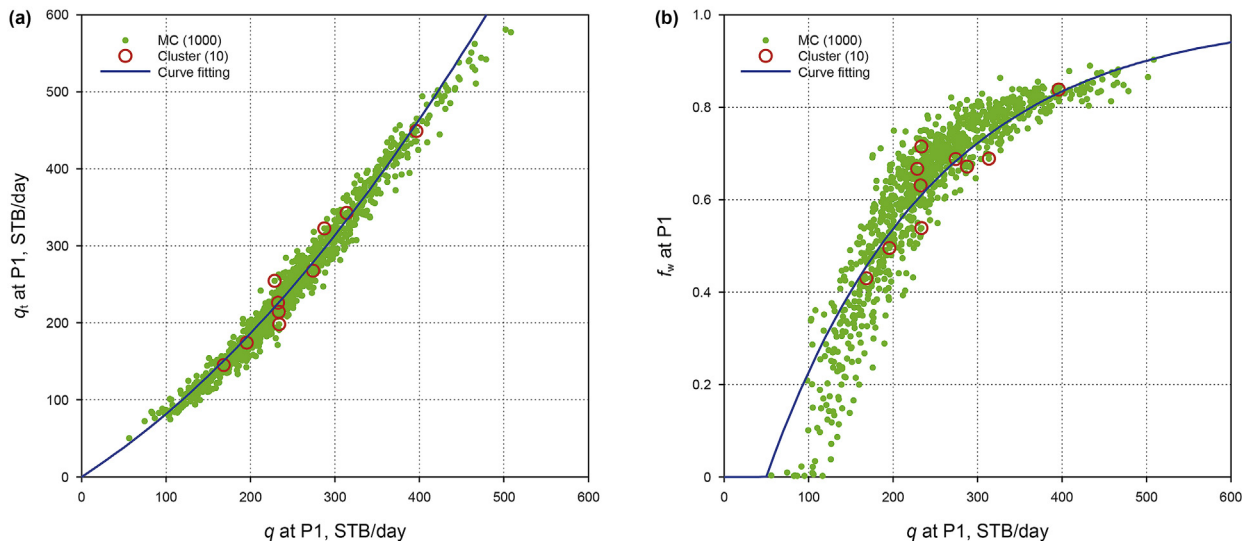 (a)
MC (1000)
Cluster (10)
Curve fitting
600
500
400
300
200
100
0
qₜ at P1, STB/day
0 100 200 300 400 500 600
q at P1, STB/day
(b)
MC (1000)
Cluster (10)
Curve fitting
1.0
0.8
0.6
0.4
0.2
0
f_w at P1
0 100 200 300 400 500 600
q at P1, STB/day